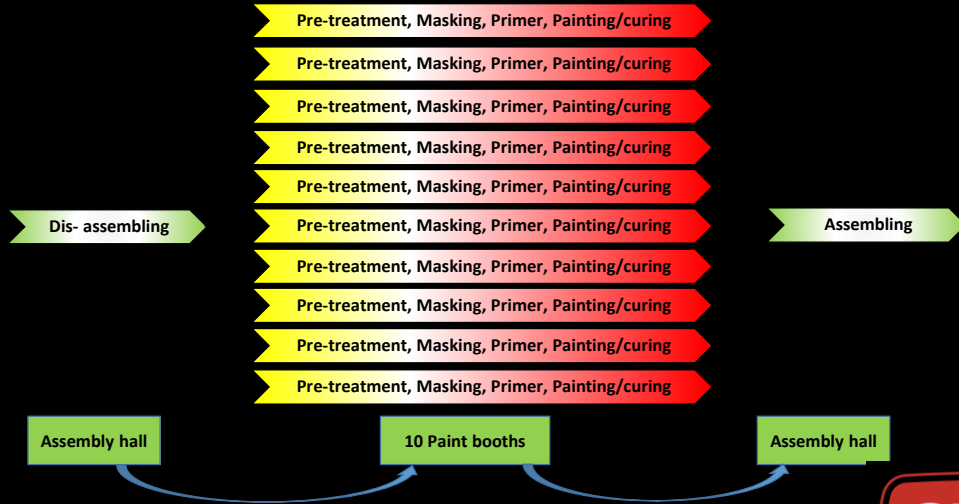 Pre-treatment, Masking, Primer, Painting/curing
Pre-treatment, Masking, Primer, Painting/curing
Pre-treatment, Masking, Primer, Painting/curing
Pre-treatment, Masking, Primer, Painting/curing
Pre-treatment, Masking, Primer, Painting/curing
Dis- assembling
Pre-treatment, Masking, Primer, Painting/curing
Assembling
Pre-treatment, Masking, Primer, Painting/curing
Pre-treatment, Masking, Primer, Painting/curing
Pre-treatment, Masking, Primer, Painting/curing
Pre-treatment, Masking, Primer, Painting/curing
Assembly hall
10 Paint booths
Assembly hall